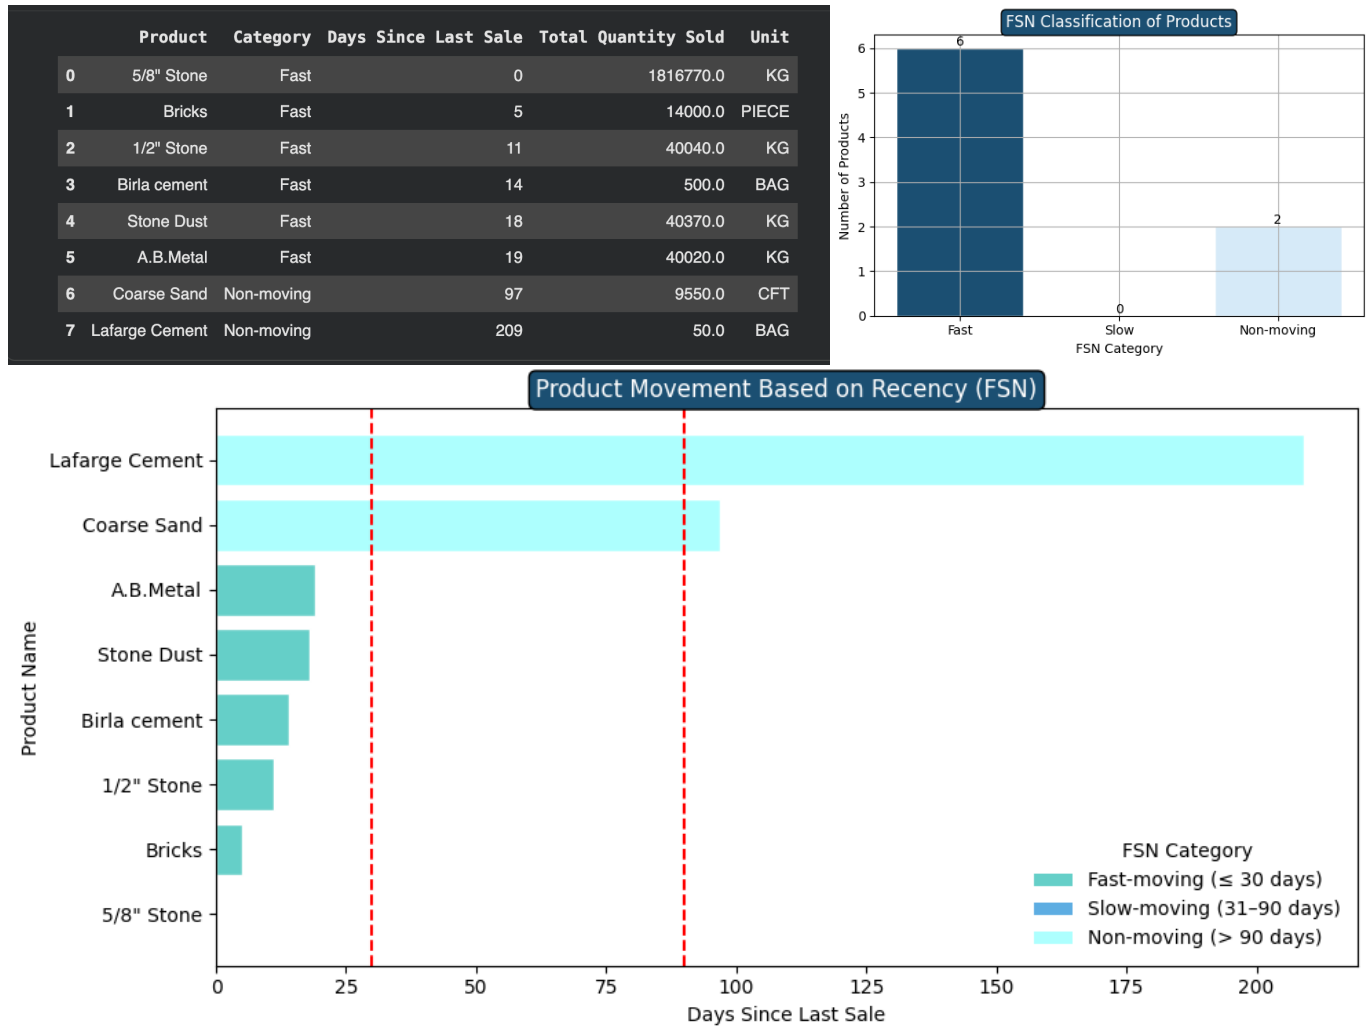 Product Category Days Since Last Sale Total Quantity Sold Unit
0 5/8" Stone Fast 0 1816770.0 KG
1 Bricks Fast 5 14000.0 PIECE
2 1/2" Stone Fast 11 40040.0 KG
3 Birla cement Fast 14 500.0 BAG
4 Stone Dust Fast 18 40370.0 KG
5 A.B.Metal Fast 19 40020.0 KG
6 Coarse Sand Non-moving 97 9550.0 CFT
7 Lafarge Cement Non-moving 209 50.0 BAG
FSN Classification of Products
Number of Products
6
5
4
3
2
1
0
6
0
2
Fast Slow Non-moving
FSN Category
Product Movement Based on Recency (FSN)
Product Name
Lafarge Cement
Coarse Sand
A.B.Metal
Stone Dust
Birla cement
1/2" Stone
Bricks
5/8" Stone
FSN Category
Fast-moving (≤ 30 days)
Slow-moving (31–90 days)
Non-moving (> 90 days)
0 25 50 75 100 125 150 175 200
Days Since Last Sale